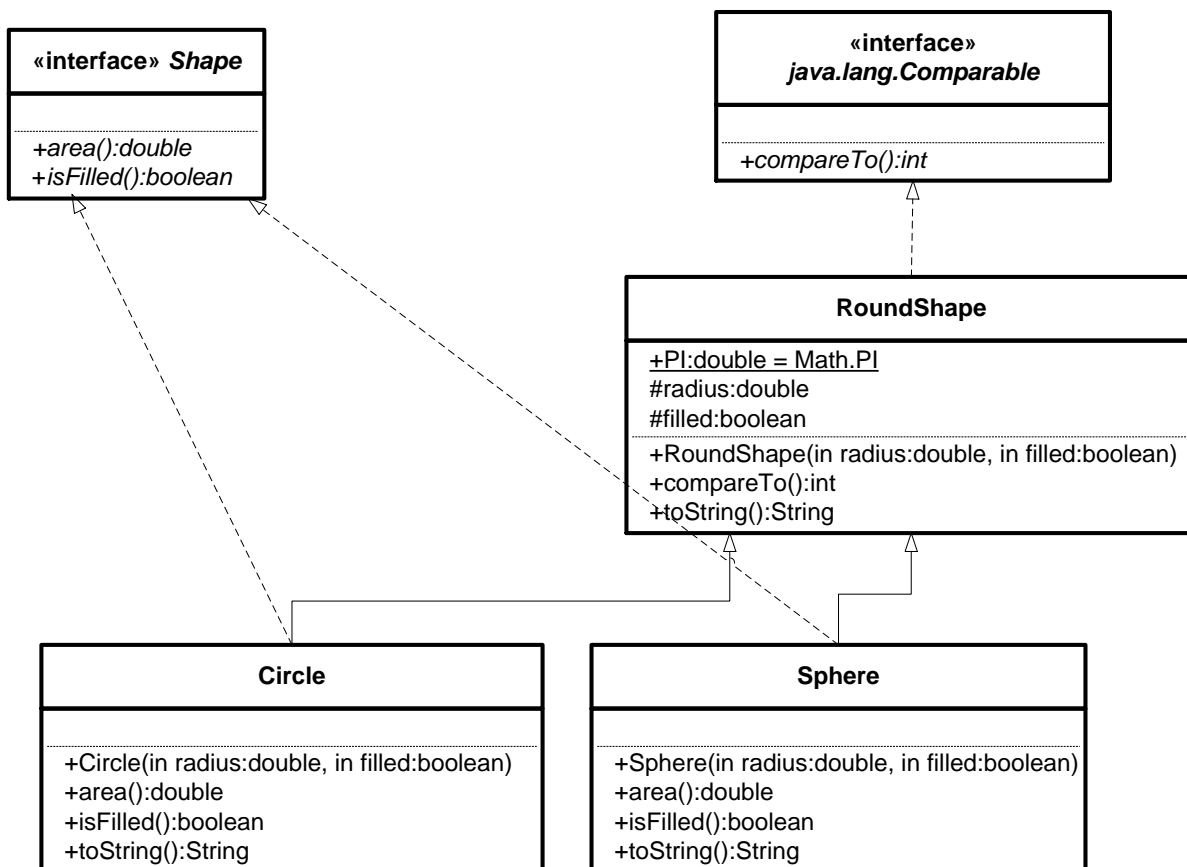 «interface» Shape
+area():double
+isFilled():boolean
«interface»
java.lang.Comparable
+compareTo():int
RoundShape
+PI:double = Math.PI
#radius:double
#filled:boolean
+RoundShape(in radius:double, in filled:boolean)
+compareTo():int
+toString():String
Circle
+Circle(in radius:double, in filled:boolean)
+area():double
+isFilled():boolean
+toString():String
Sphere
+Sphere(in radius:double, in filled:boolean)
+area():double
+isFilled():boolean
+toString():String